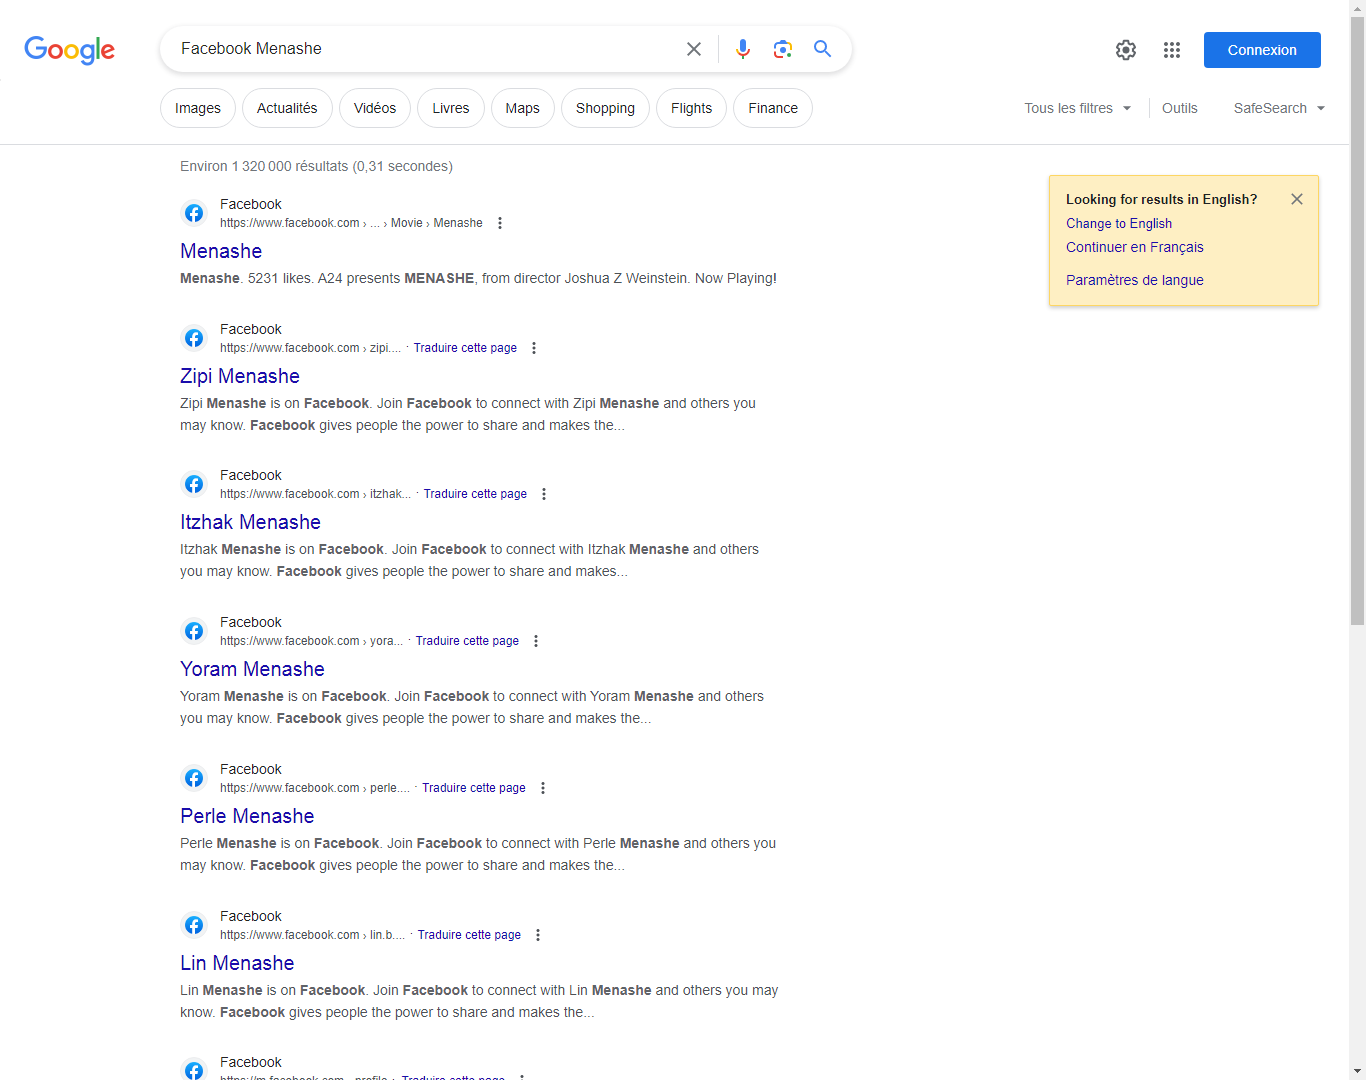 Google
Facebook Menashe
Connexion
Images
Actualités
Vidéos
Livres
Maps
Shopping
Flights
Finance
Tous les filtres
Outils
SafeSearch
Environ 1 320 000 résultats (0,31 secondes)
Looking for results in English?
Change to English
Continuer en Français
Paramètres de langue
Facebook
https://www.facebook.com › ... › Movie › Menashe
Menashe
Menashe. 5231 likes. A24 presents MENASHE, from director Joshua Z Weinstein. Now Playing!
Facebook
https://www.facebook.com › zipi.... · Traduire cette page
Zipi Menashe
Zipi Menashe is on Facebook. Join Facebook to connect with Zipi Menashe and others you
may know. Facebook gives people the power to share and makes the...
Facebook
https://www.facebook.com › itzhak... · Traduire cette page
Itzhak Menashe
Itzhak Menashe is on Facebook. Join Facebook to connect with Itzhak Menashe and others
you may know. Facebook gives people the power to share and makes...
Facebook
https://www.facebook.com › yora... · Traduire cette page
Yoram Menashe
Yoram Menashe is on Facebook. Join Facebook to connect with Yoram Menashe and others
you may know. Facebook gives people the power to share and makes the...
Facebook
https://www.facebook.com › perle.... · Traduire cette page
Perle Menashe
Perle Menashe is on Facebook. Join Facebook to connect with Perle Menashe and others you
may know. Facebook gives people the power to share and makes the...
Facebook
https://www.facebook.com › lin.b.... · Traduire cette page
Lin Menashe
Lin Menashe is on Facebook. Join Facebook to connect with Lin Menashe and others you may
know. Facebook gives people the power to share and makes the...
Facebook
https://m.facebook.com › profile › Traduire cette page